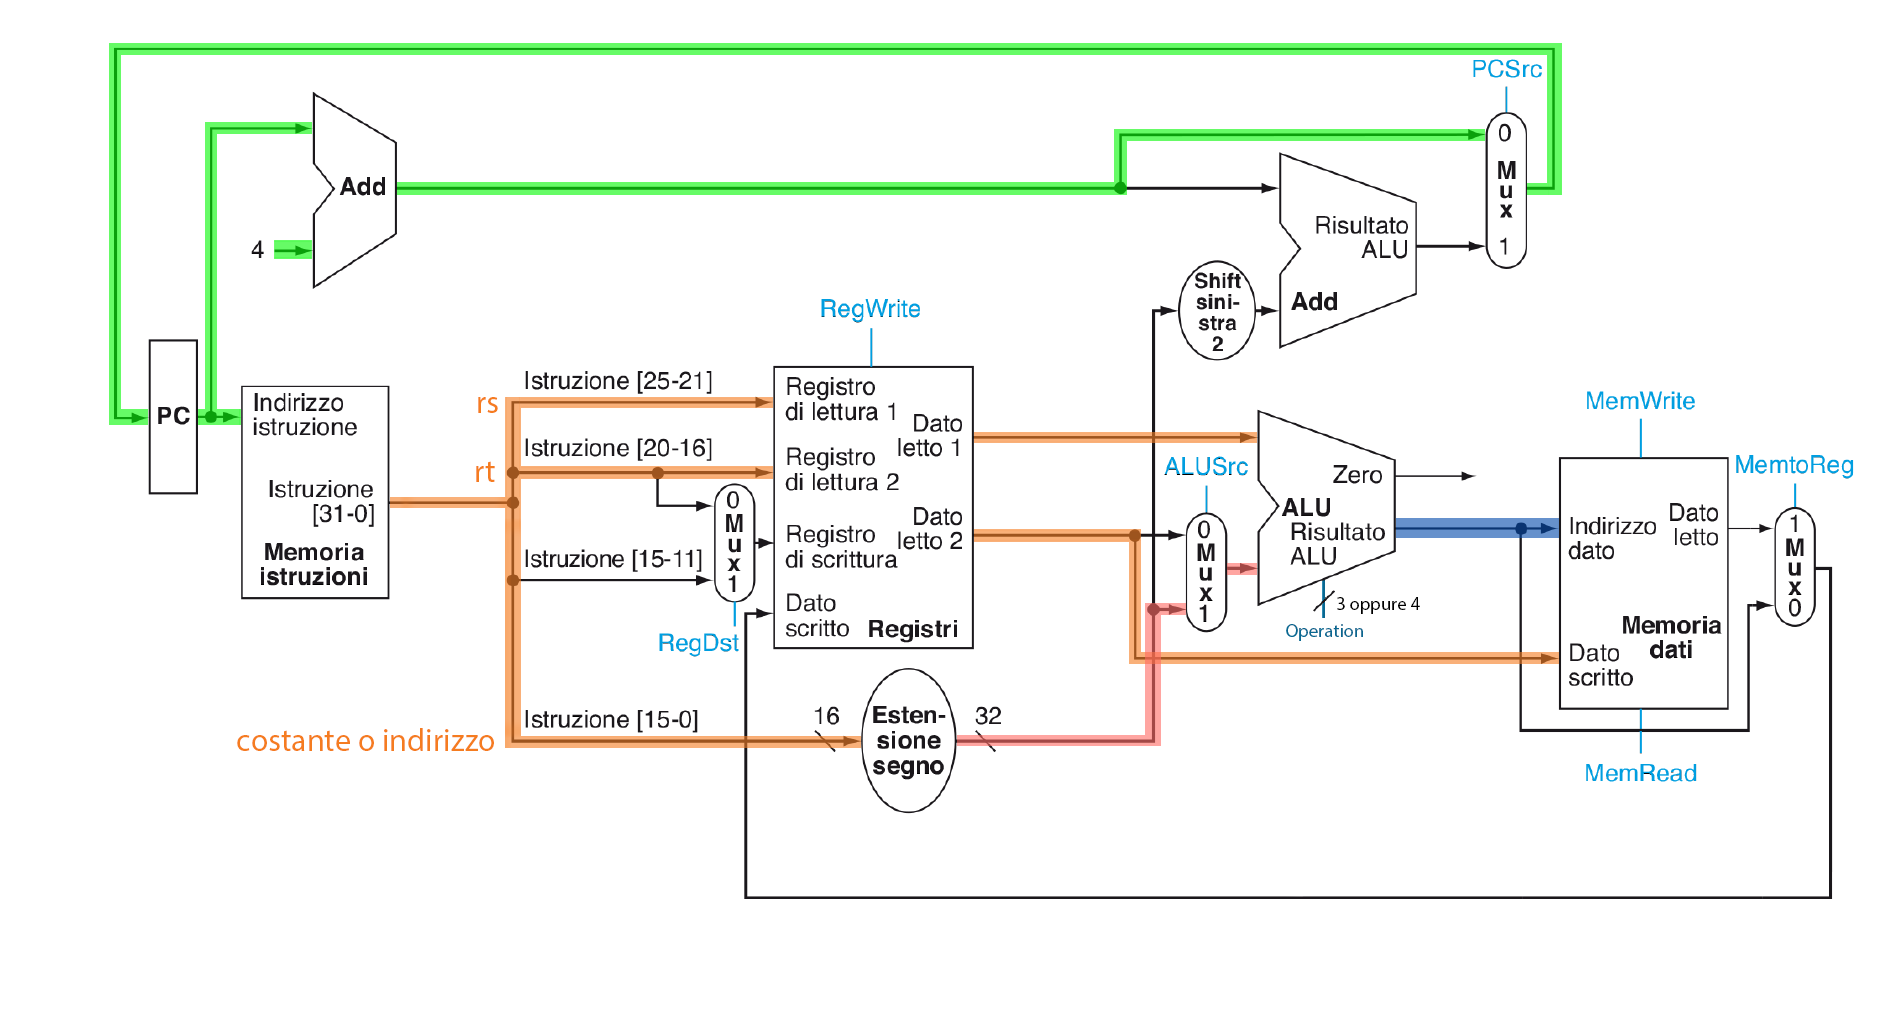 PCSrc
0
M
u
x
1
Add
4
Risultato
ALU
Add
Shift
sini-
stra
2
RegWrite
PC
Indirizzo
istruzione
Istruzione
[31-0]
Memoria
istruzioni
rs
Istruzione [25-21]
rt
Istruzione [20-16]
Istruzione [15-11]
0
M
u
x
1
RegDst
Registro
di lettura 1
Registro
di lettura 2
Registro
di scrittura
Dato
scritto
Dato
letto 1
Dato
letto 2
Registri
costante o indirizzo
Istruzione [15-0]
16
Esten-
sione
segno
32
ALUSrc
0
M
u
x
1
Zero
ALU
Risultato
ALU
3 oppure 4
Operation
MemWrite
Indirizzo
dato
Dato
letto
Memoria
dati
Dato
scritto
MemRead
MemtoReg
1
M
u
x
0